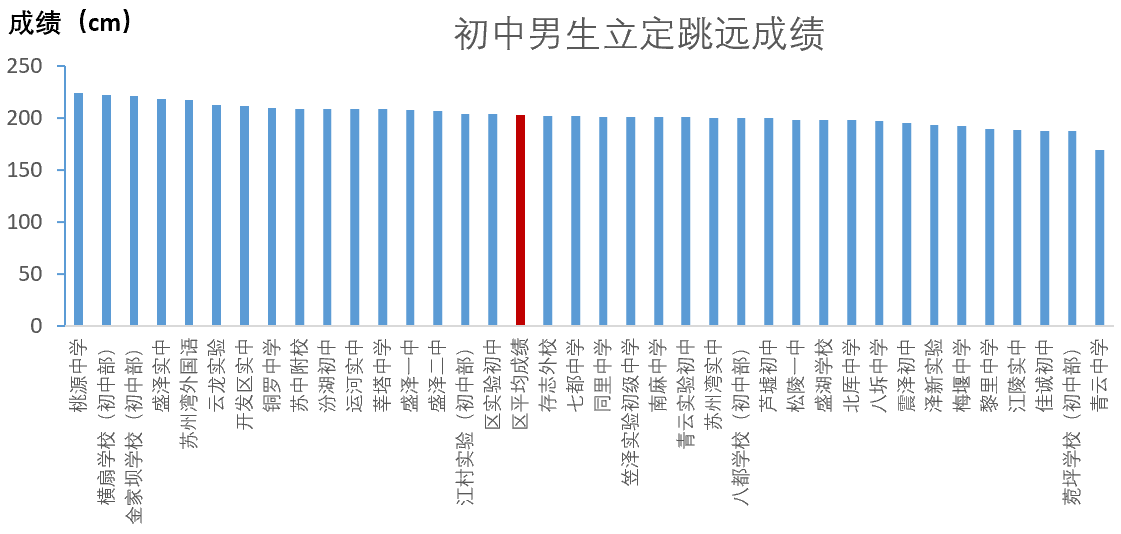 成绩（cm）
初中男生立定跳远成绩
250
200
150
100
50
0
桃源中学
横扇学校（初中部）
金家坝学校（初中部）
盛泽实中
苏州湾外国语
云龙实验
开发区实中
铜罗中学
苏中附校
汾湖初中
运河实中
莘塔中学
盛泽一中
盛泽二中
江村实验（初中部）
区实验初中
区平均成绩
存志外校
七都中学
同里中学
笠泽实验初级中学
南麻中学
青云实验初中
苏州湾实中
八都学校（初中部）
芦墟初中
松陵一中
盛湖学校
北厍中学
八坼中学
震泽初中
泽新实验
梅堰中学
黎里中学
江陵实中
佳诚初中
菀坪学校（初中部）
青云中学